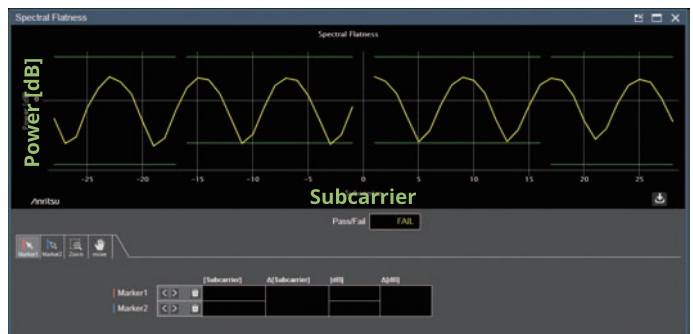 Spectral Flatness
Spectral Flatness
Power [dB]
-25 -20 -15 -10 -5 0 5 10 15 20 25
Subcarrier
Anritsu
Pass/Fail FAIL
Marker1 Marker2 Zoom move
[Subcarrier] Δ[Subcarrier] [dB] Δ[dB]
Marker1 < >
Marker2 < >